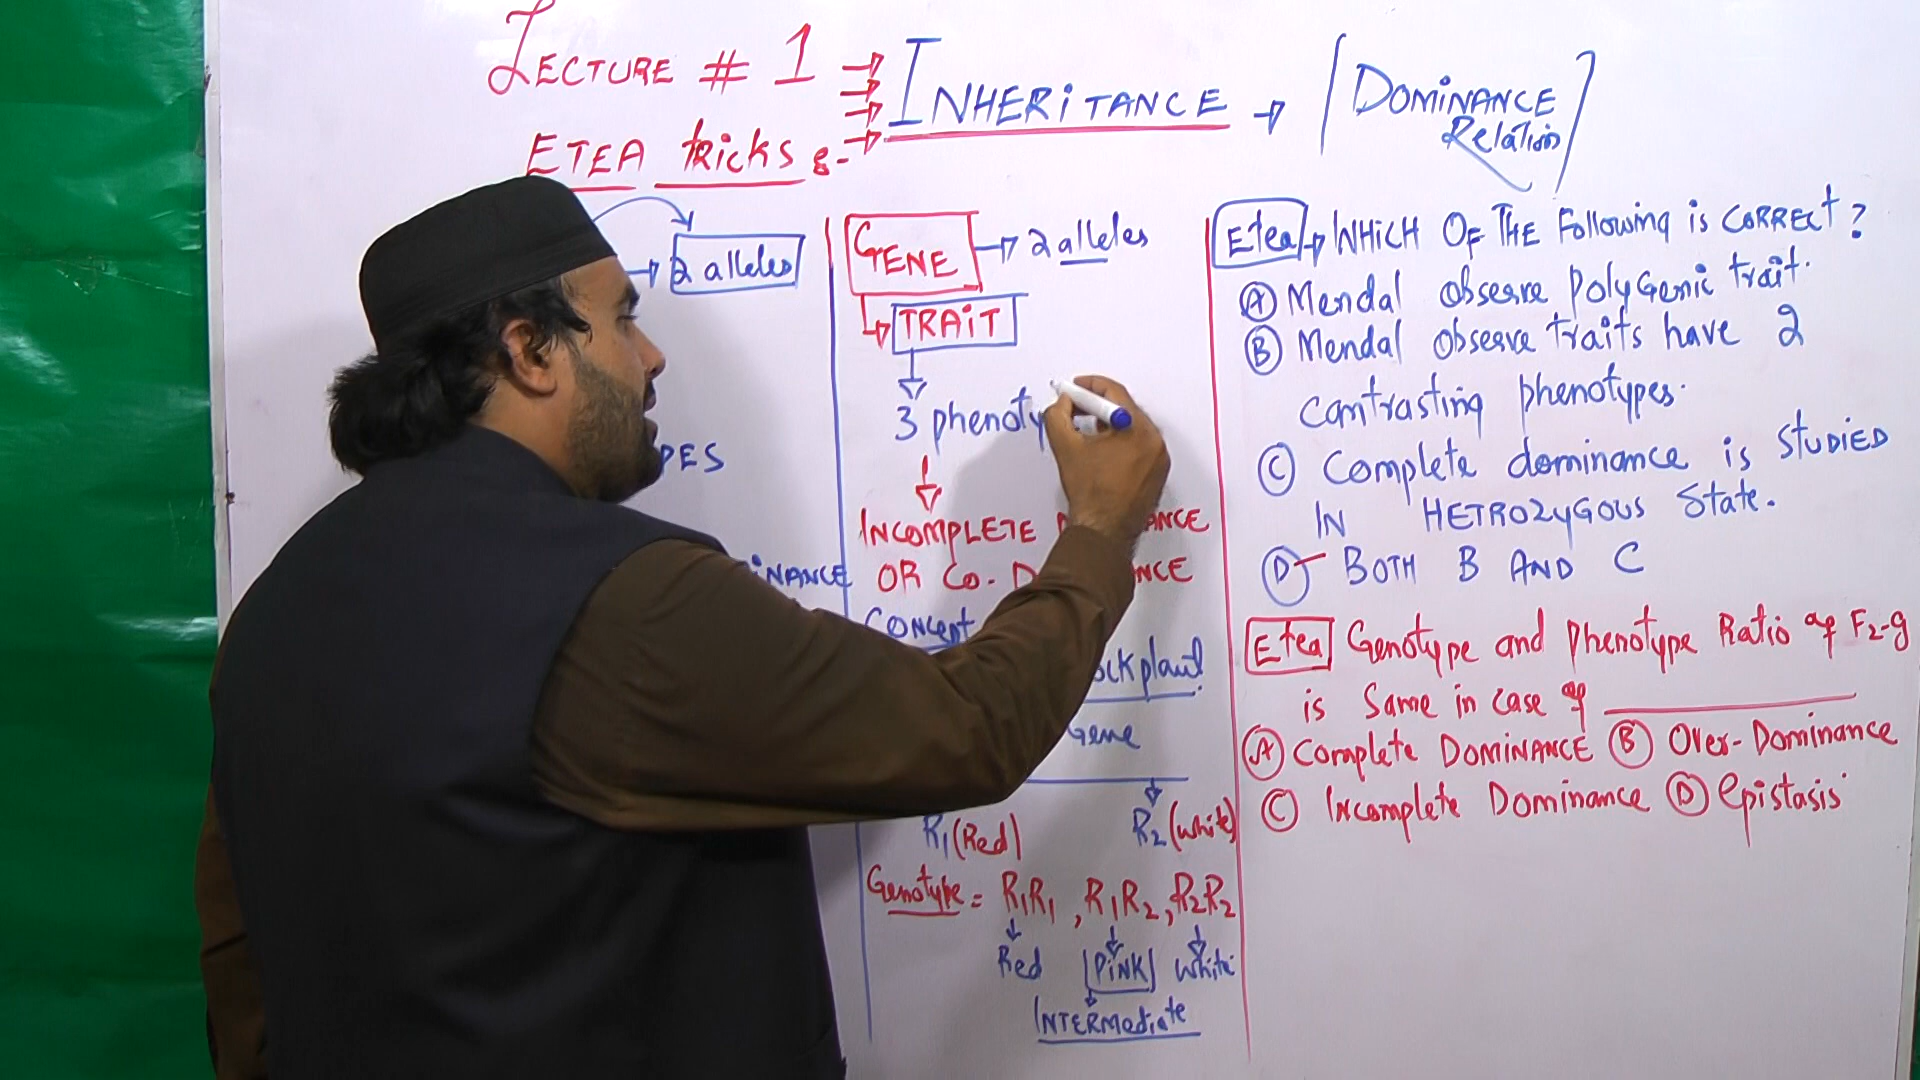 LECTURE # 1
INHERITANCE → [DOMINANCE Relation]
ETEA tricks :-
2 alleles
PES
INANCE
GENE → 2 alleles
TRAIT
3 phenoty
INCOMPLETE D ANCE
OR Co-D NCE
Concept
ock plant
Gene
R1 (Red) R2 (white)
Genotype = R1R1, R1R2, R2R2
Red PINK White
INTERMediate
Etea → WHICH OF THE Following is CORRECT ?
(A) Mendal observe polyGenic trait.
(B) Mendal observe traits have 2
contrasting phenotypes.
(C) Complete dominance is STUDIED
IN HETROZYGOUS State.
(D) BOTH B AND C
Etea Genotype and Phenotype Ratio of F2-g
is Same in case of ________
(A) Complete DOMINANCE (B) Over-Dominance
(C) Incomplete Dominance (D) Epistasis